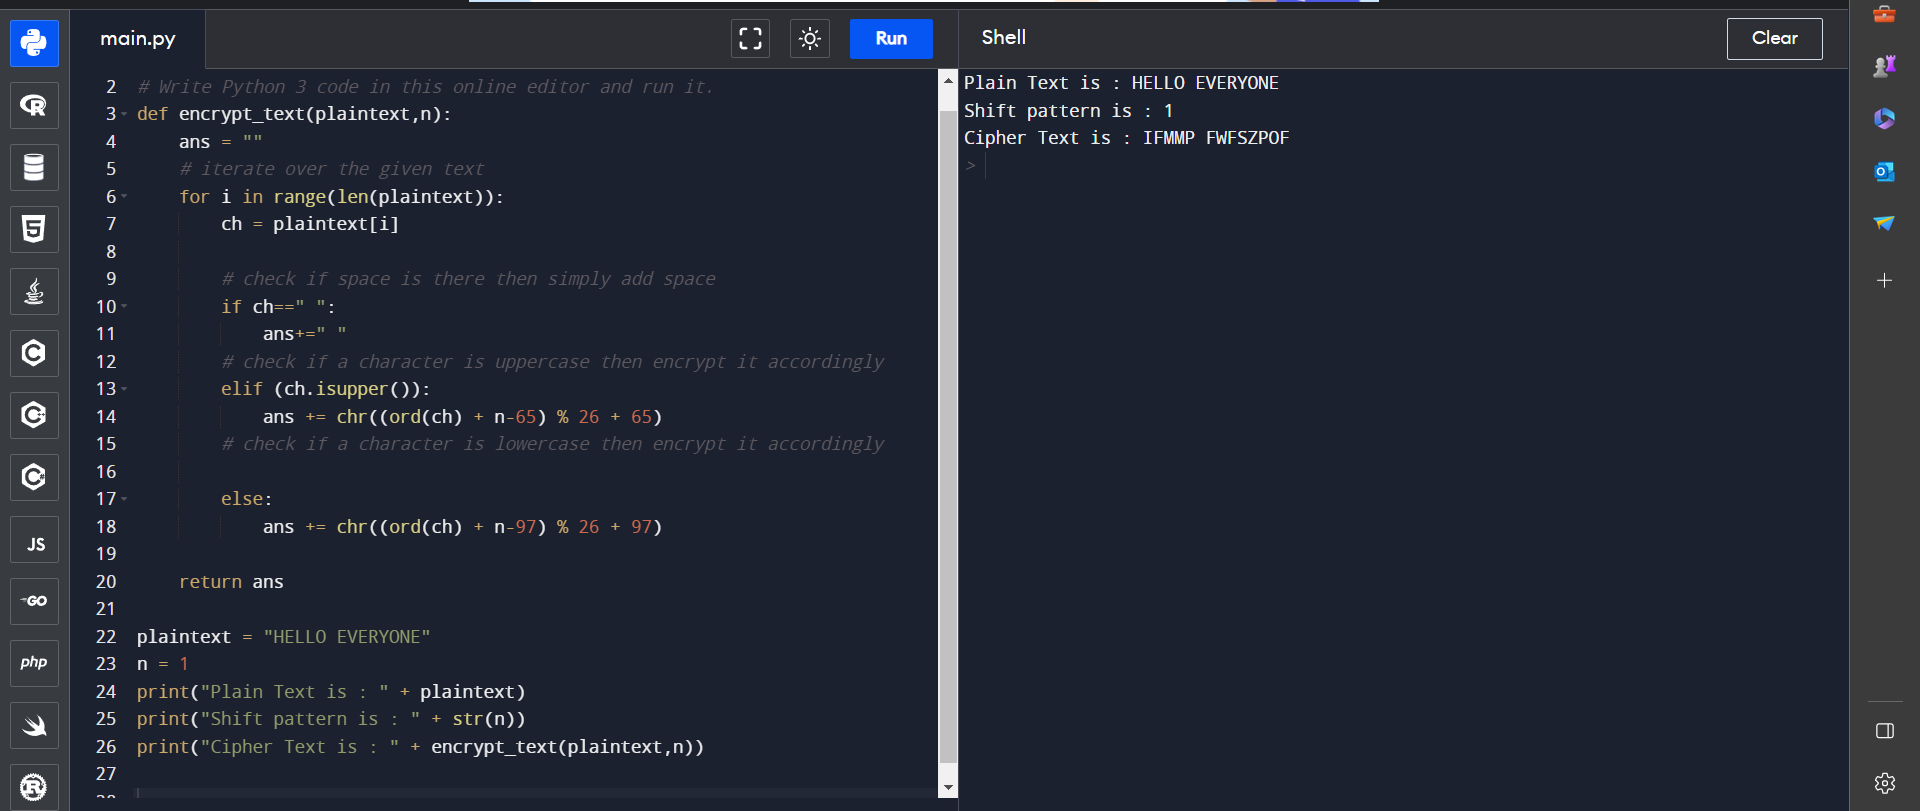 main.py
Run
Shell
Clear
2 # Write Python 3 code in this online editor and run it.
3 def encrypt_text(plaintext,n):
4     ans = ""
5     # iterate over the given text
6     for i in range(len(plaintext)):
7         ch = plaintext[i]
8
9         # check if space is there then simply add space
10         if ch==" ":
11             ans+=" "
12         # check if a character is uppercase then encrypt it accordingly
13         elif (ch.isupper()):
14             ans += chr((ord(ch) + n-65) % 26 + 65)
15         # check if a character is lowercase then encrypt it accordingly
16
17         else:
18             ans += chr((ord(ch) + n-97) % 26 + 97)
19
20     return ans
21
22 plaintext = "HELLO EVERYONE"
23 n = 1
24 print("Plain Text is : " + plaintext)
25 print("Shift pattern is : " + str(n))
26 print("Cipher Text is : " + encrypt_text(plaintext,n))
27
Plain Text is : HELLO EVERYONE
Shift pattern is : 1
Cipher Text is : IFMMP FWFSZPOF
>
R
5
C
C
C
JS
GO
php
R